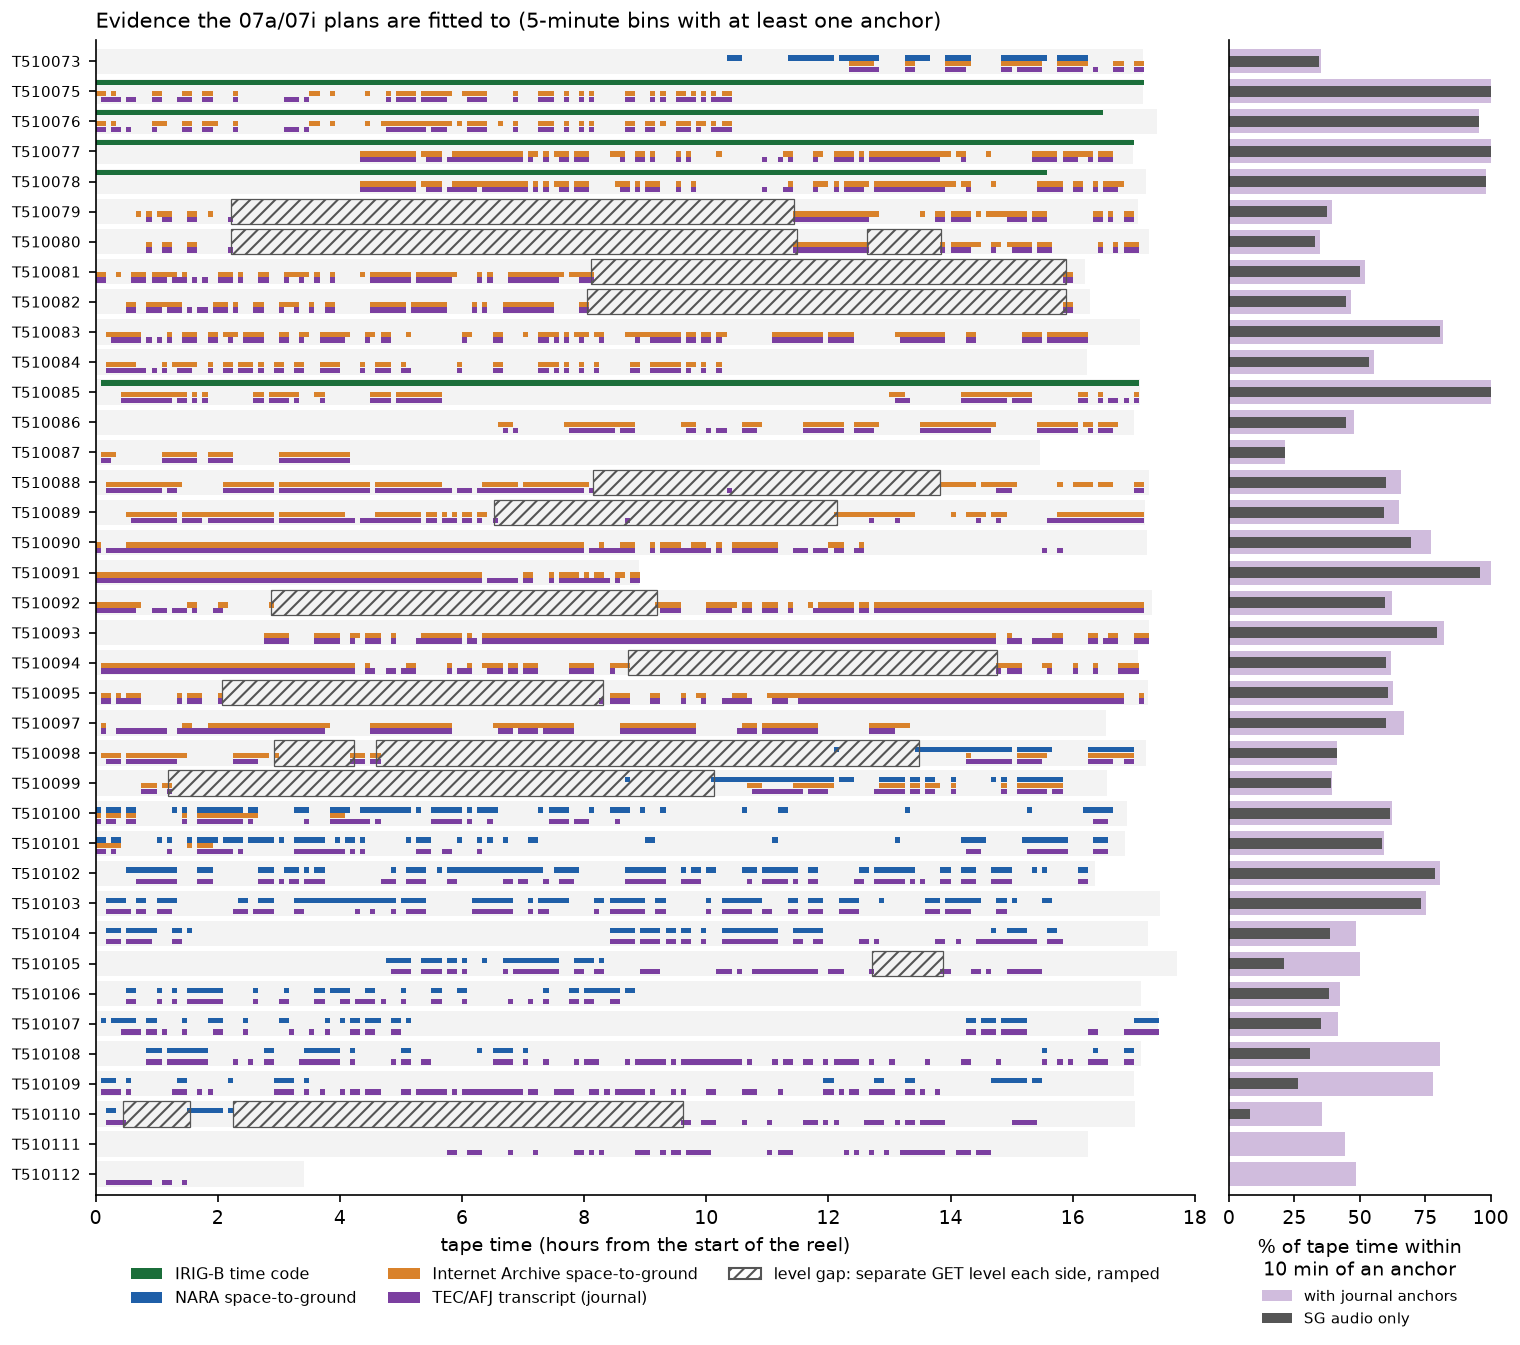 Evidence the 07a/07i plans are fitted to (5-minute bins with at least one anchor)
T510073
T510075
T510076
T510077
T510078
T510079
T510080
T510081
T510082
T510083
T510084
T510085
T510086
T510087
T510088
T510089
T510090
T510091
T510092
T510093
T510094
T510095
T510097
T510098
T510099
T510100
T510101
T510102
T510103
T510104
T510105
T510106
T510107
T510108
T510109
T510110
T510111
T510112
0 2 4 6 8 10 12 14 16 18
tape time (hours from the start of the reel)
0 25 50 75 100
% of tape time within
10 min of an anchor
IRIG-B time code
NARA space-to-ground
Internet Archive space-to-ground
TEC/AFJ transcript (journal)
level gap: separate GET level each side, ramped
with journal anchors
SG audio only